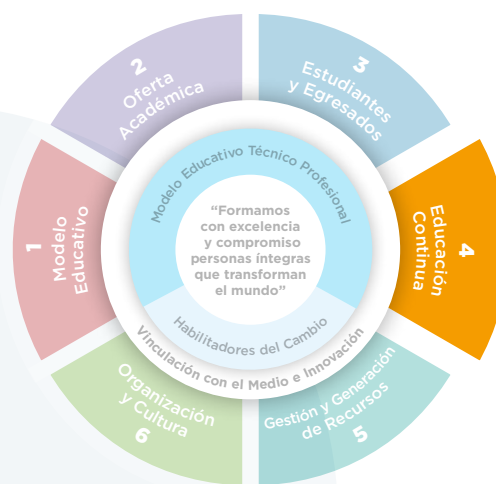 1
Modelo
Educativo
2
Oferta
Académica
3
Estudiantes
y Egresados
4
Educación
Continua
Gestión y Generación
de Recursos
5
Organización
y Cultura
6
Modelo Educativo Técnico Profesional
“Formamos
con excelencia
y compromiso
personas íntegras
que transforman
el mundo”
Habilitadores del Cambio
Vinculación con el Medio e Innovación